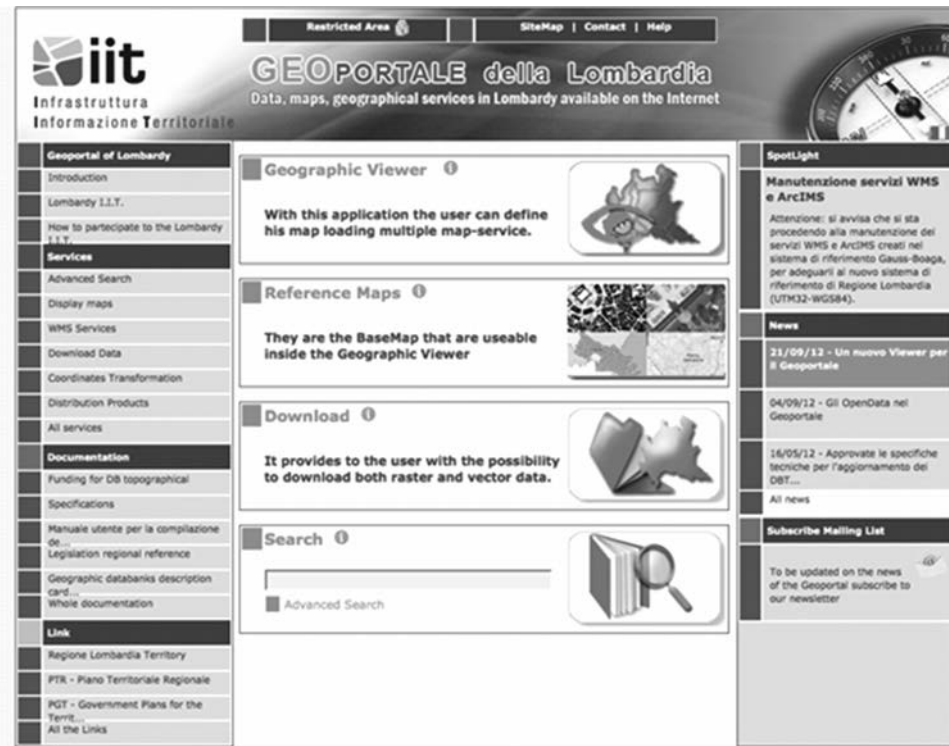 Restricted Area
SiteMap | Contact | Help
iit
Infrastruttura
Informazione Territoriale
GEOPORTALE della Lombardia
Data, maps, geographical services in Lombardy available on the Internet
Geoportal of Lombardy
Introduction
Lombardy I.I.T.
How to partecipate to the Lombardy
I.I.T.
Services
Advanced Search
Display maps
WMS Services
Download Data
Coordinates Transformation
Distribution Products
All services
Documentation
Funding for DB topographical
Specifications
Manuale utente per la compilazione
de...
Legislation regional reference
Geographic databanks description
card...
Whole documentation
Link
Regione Lombardia Territory
PTR - Piano Territoriale Regionale
PGT - Government Plans for the
Territ...
All the Links
Geographic Viewer
With this application the user can define
his map loading multiple map-service.
Reference Maps
They are the BaseMap that are useable
inside the Geographic Viewer
Download
It provides to the user with the possibility
to download both raster and vector data.
Search
Advanced Search
SpotLight
Manutenzione servizi WMS
e ArcIMS
Attenzione: si avvisa che si sta
procedendo alla manutenzione dei
servizi WMS e ArcIMS creati nel
sistema di riferimento Gauss-Boaga,
per adeguarli al nuovo sistema di
riferimento di Regione Lombardia
(UTM32-WGS84).
News
21/09/12 - Un nuovo Viewer per
il Geoportale
04/09/12 - Gli OpenData nel
Geoportale
16/05/12 - Approvate le specifiche
tecniche per l'aggiornamento del
DBT...
All news
Subscribe Mailing List
To be updated on the news
of the Geoportal subscribe to
our newsletter